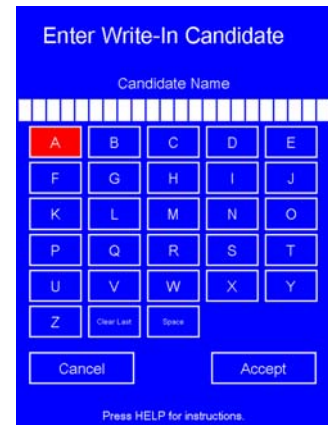 Enter Write-In Candidate
Candidate Name
A B C D E
F G H I J
K L M N O
P Q R S T
U V W X Y
Z Clear Last Space
Cancel Accept
Press HELP for instructions.